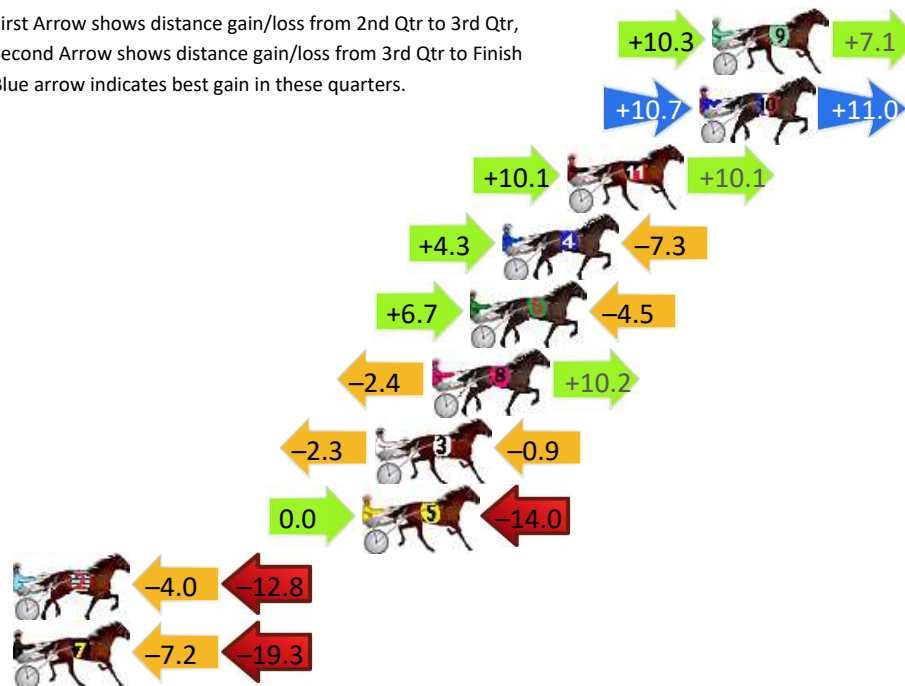 irst Arrow shows distance gain/loss from 2nd Qtr to 3rd Qtr,
econd Arrow shows distance gain/loss from 3rd Qtr to Finish
lue arrow indicates best gain in these quarters.
+10.3 9 +7.1
+10.7 10 +11.0
+10.1 11 +10.1
+4.3 4 –7.3
+6.7 –4.5
–2.4 8 +10.2
–2.3 3 –0.9
0.0 5 –14.0
–4.0 –12.8
7 –7.2 –19.3